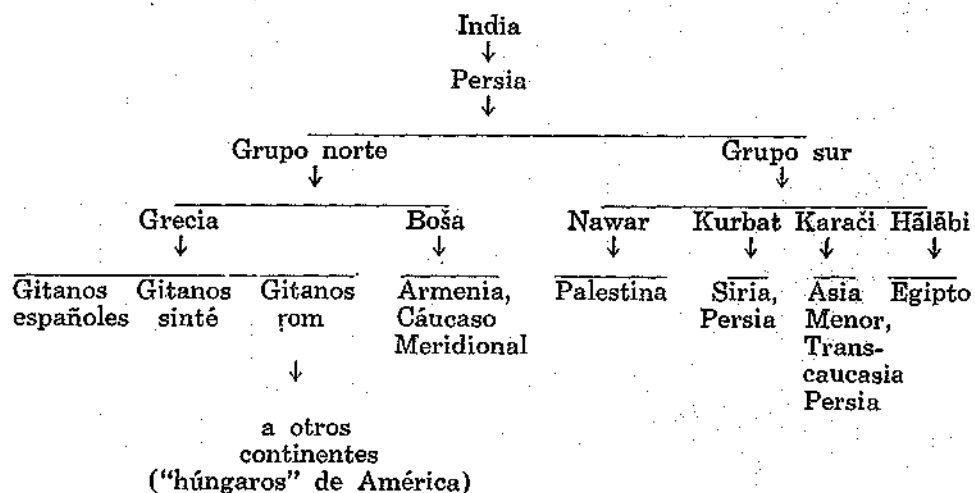 India
↓
Persia
↓
Grupo norte Grupo sur
↓ ↓
Grecia Boša Nawar Kurbat Karači Hālābi
↓ ↓ ↓ ↓ ↓ ↓
Gitanos Gitanos Gitanos Armenia, Palestina Siria, Asia Egipto
españoles sinté rom Cáucaso Persia Menor,
Meridional Trans-
↓ caucasia
Persia
a otros
continentes
("húngaros" de América)